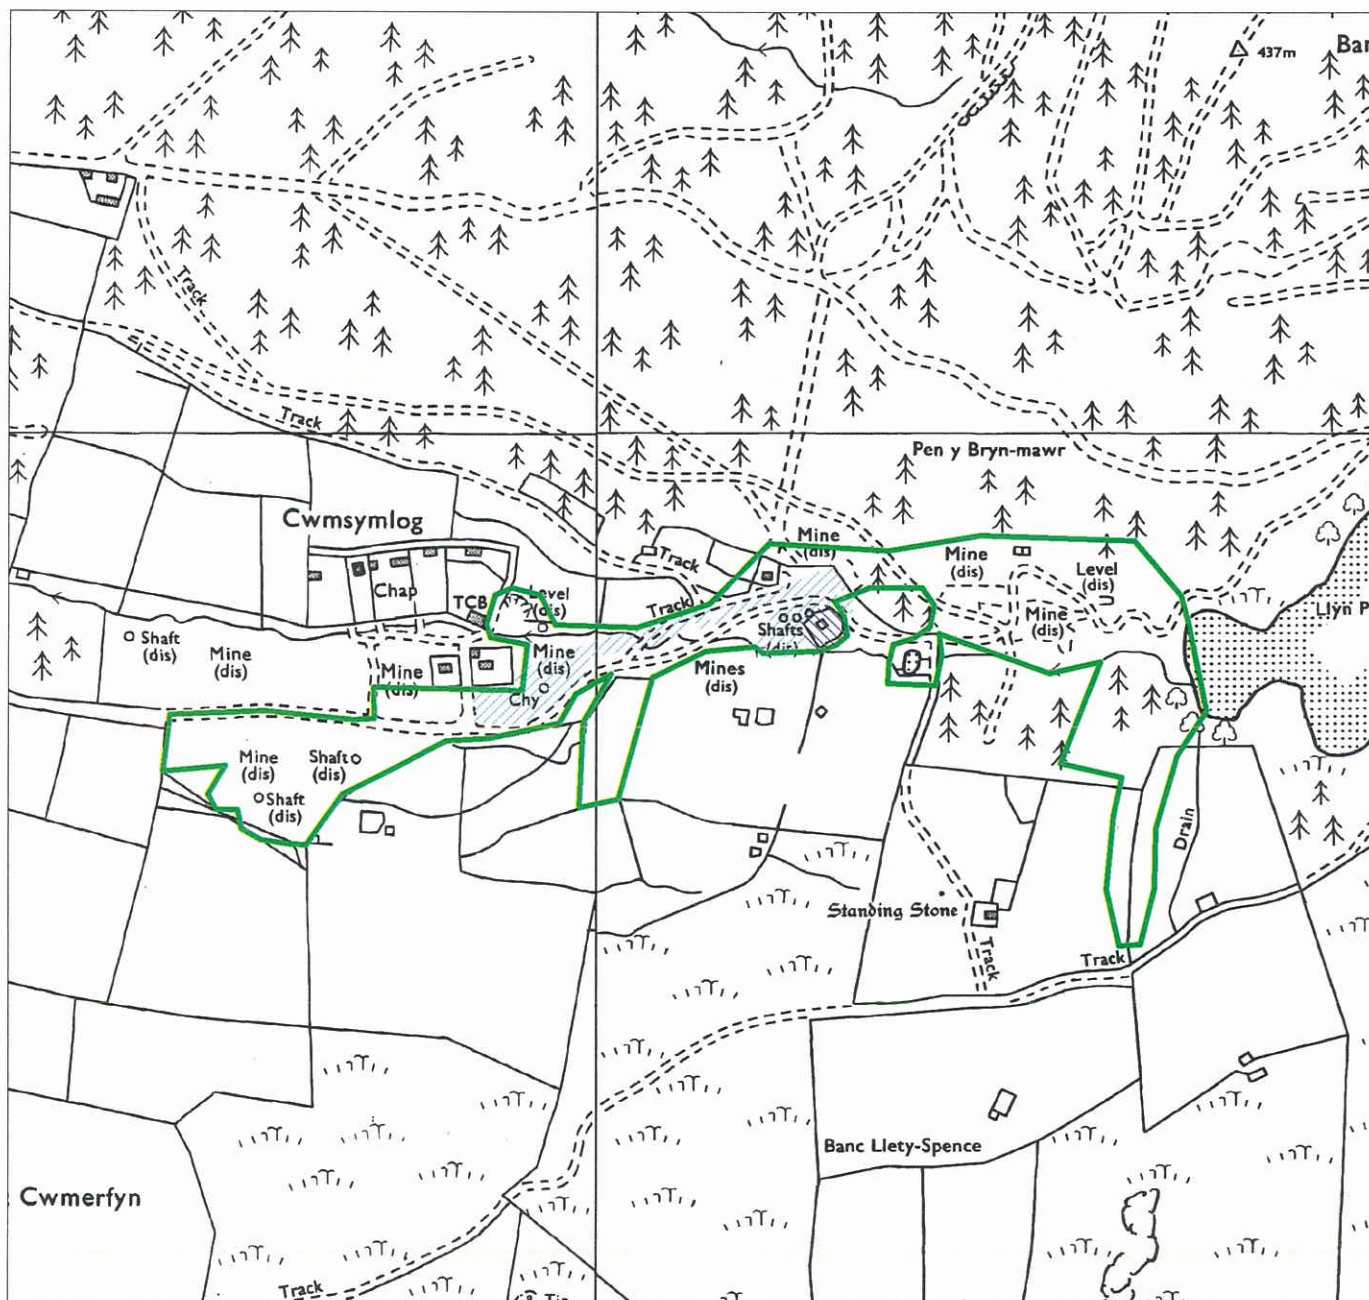 437m
Bar
Track
Track
Pen y Bryn-mawr
Cwmsymlog
Mine
(dis)
Mine
(dis)
Level
(dis)
Track
Chap
TCB
Level
(dis)
Track
Mine
(dis)
Llyn P
Shaft
(dis)
Mine
(dis)
Shafts
(dis)
Mine
(dis)
Mine
(dis)
Mines
(dis)
Chy
Mine
(dis)
Shaft
Shaft
(dis)
Drain
Standing Stone
Track
Track
Banc Llety-Spence
Cwmerfyn
Track